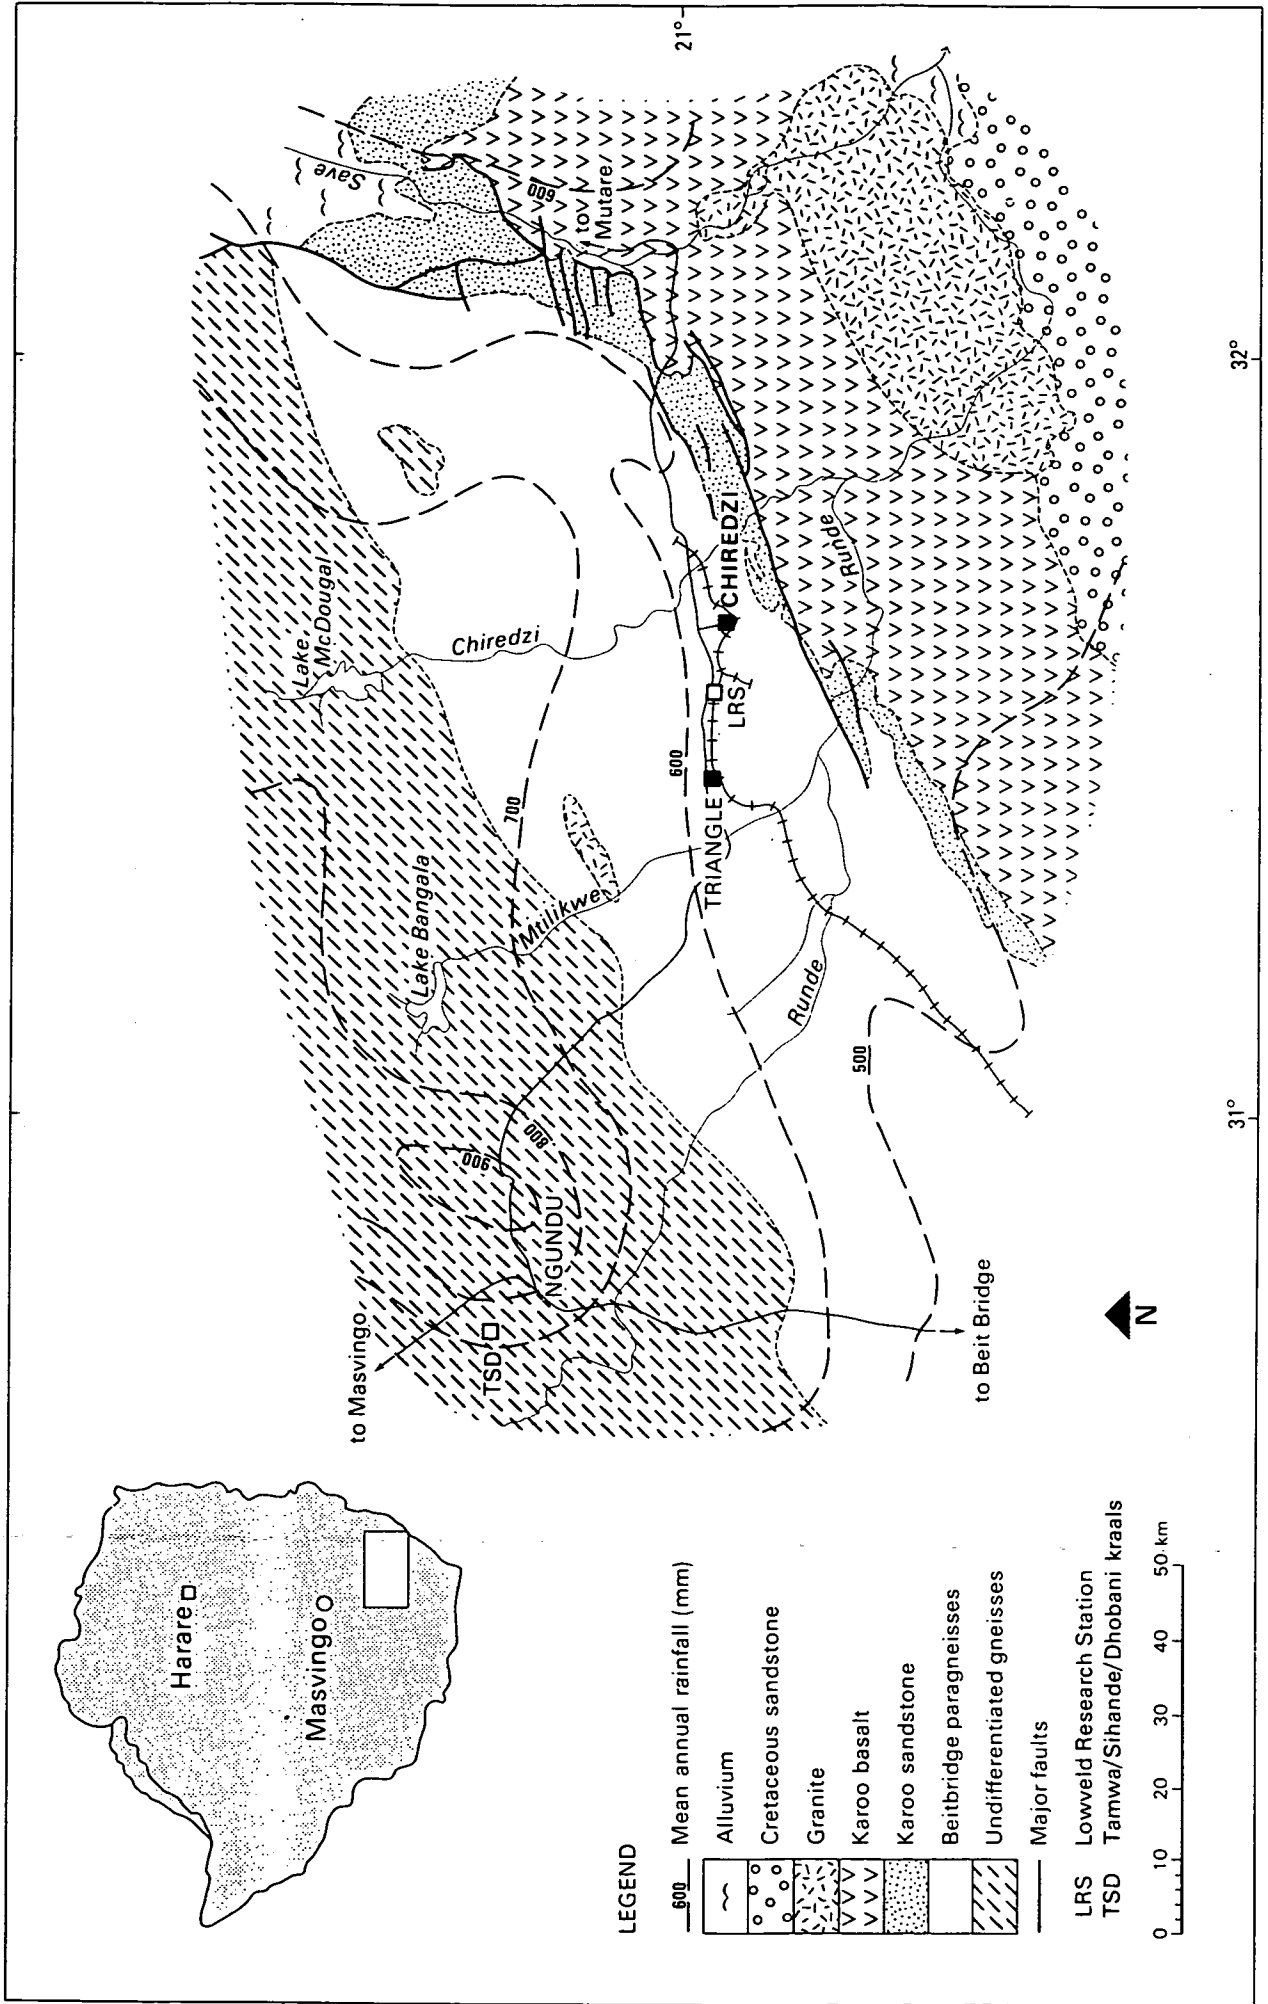 Harare
Masvingo
LEGEND
600 Mean annual rainfall (mm)
Alluvium
Cretaceous sandstone
Granite
Karoo basalt
Karoo sandstone
Beitbridge paragneisses
Undifferentiated gneisses
Major faults
LRS Lowveld Research Station
TSD Tamwa/Sihande/Dhobani kraals
0 10 20 30 40 50 km
N
to Masvingo
TSD
NGUNDU
900
800
to Beit Bridge
Lake Bangala
Mtilikwe
Lake
McDougal
Chiredzi
700
600
500
TRIANGLE
LRS
CHIREDZI
Runde
Runde
Save
600
to
Mutare
21°
31°
32°